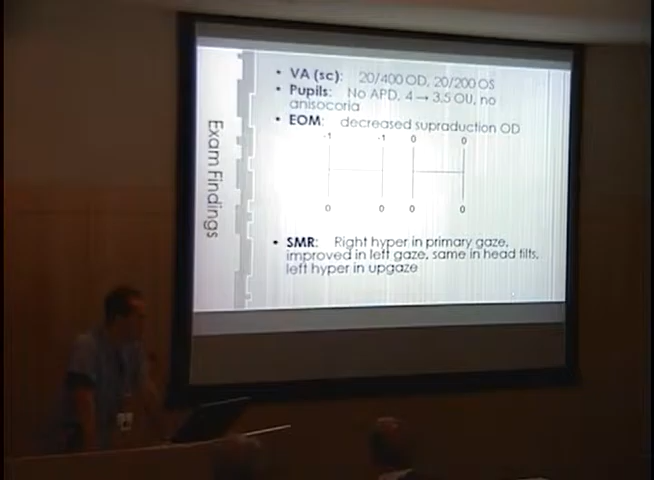 Exam Findings
• VA (sc): 20/400 OD, 20/200 OS
• Pupils: No APD, 4 → 3.5 OU, no
anisocoria
• EOM: decreased supraduction OD
-1 -1 0 0
0 0 0 0
• SMR: Right hyper in primary gaze,
improved in left gaze, same in head tilts,
left hyper in upgaze